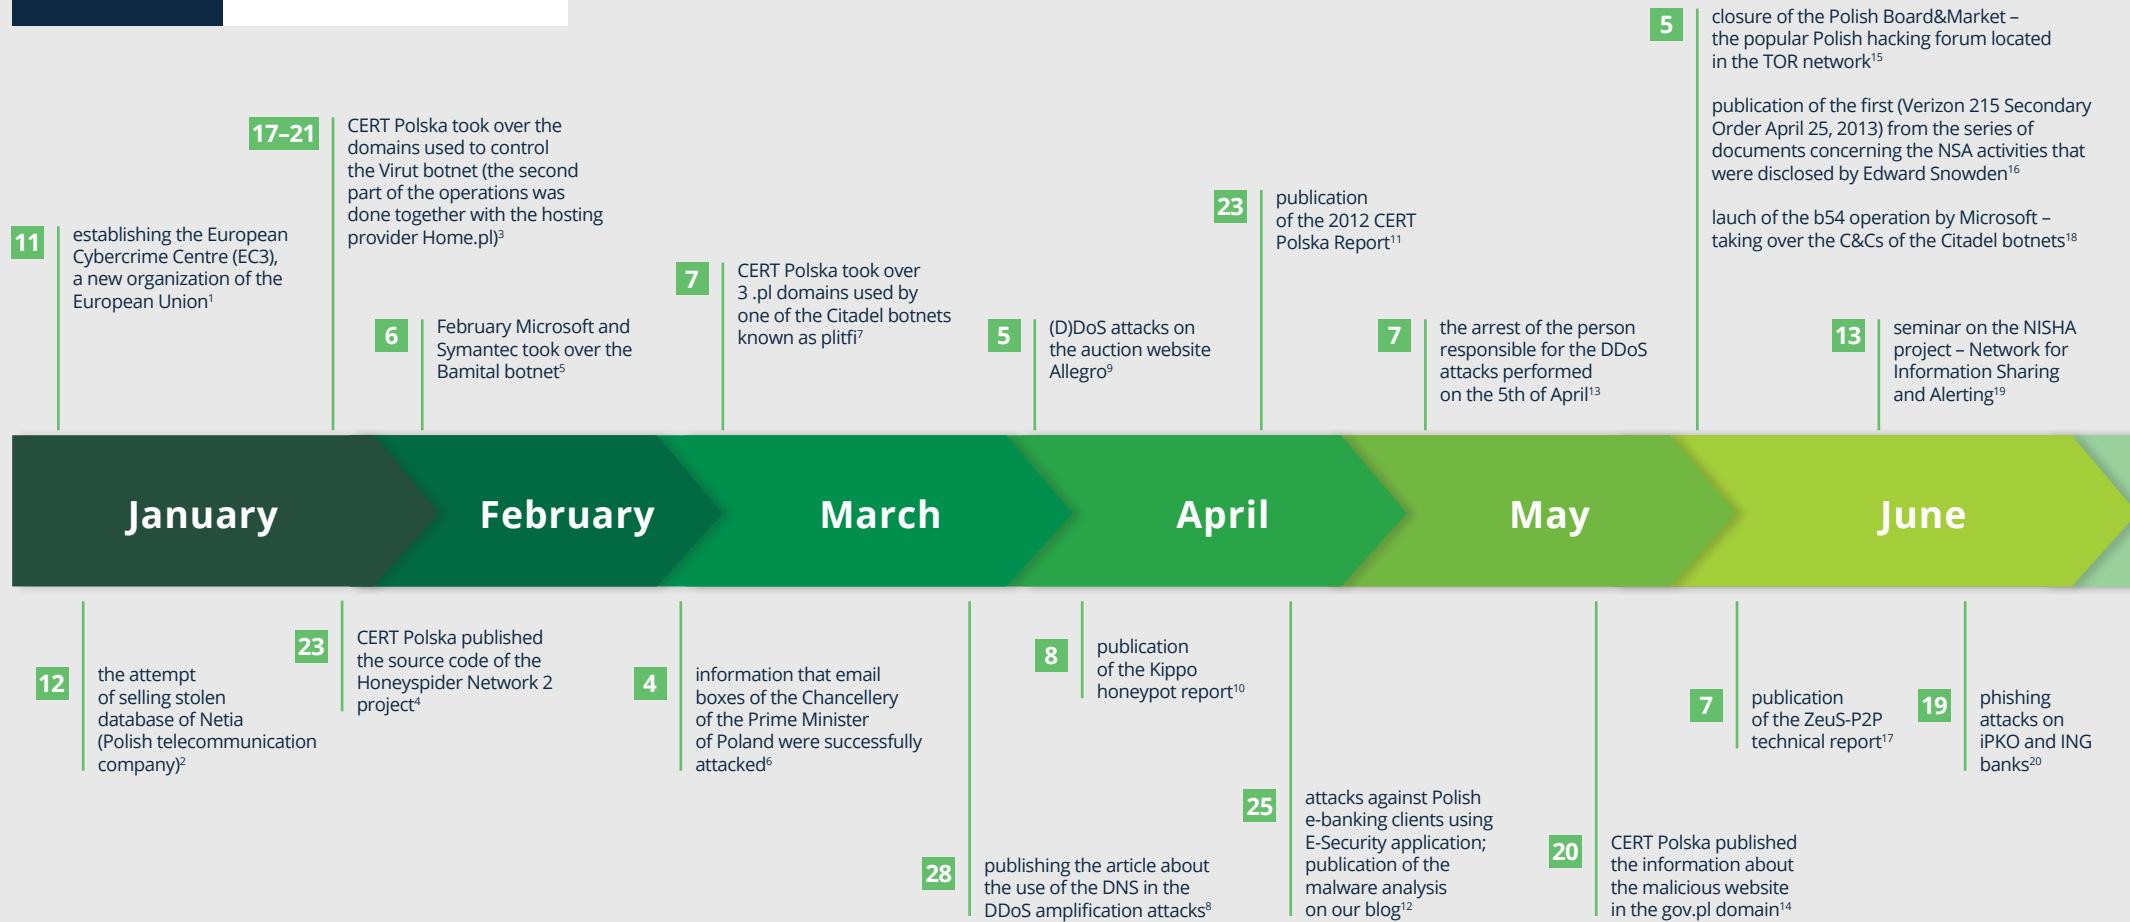 11
establishing the European
Cybercrime Centre (EC3),
a new organization of the
European Union¹
17–21
CERT Polska took over the
domains used to control
the Virut botnet (the second
part of the operations was
done together with the hosting
provider Home.pl)³
6
February Microsoft and
Symantec took over the
Bamital botnet⁵
7
CERT Polska took over
3 .pl domains used by
one of the Citadel botnets
known as plitfi⁷
5
(D)DoS attacks on
the auction website
Allegro⁹
23
publication
of the 2012 CERT
Polska Report¹¹
7
the arrest of the person
responsible for the DDoS
attacks performed
on the 5th of April¹³
5
closure of the Polish Board&Market –
the popular Polish hacking forum located
in the TOR network¹⁵
publication of the first (Verizon 215 Secondary
Order April 25, 2013) from the series of
documents concerning the NSA activities that
were disclosed by Edward Snowden¹⁶
lauch of the b54 operation by Microsoft –
taking over the C&Cs of the Citadel botnets¹⁸
13
seminar on the NISHA
project – Network for
Information Sharing
and Alerting¹⁹
January
February
March
April
May
June
12
the attempt
of selling stolen
database of Netia
(Polish telecommunication
company)²
23
CERT Polska published
the source code of the
Honeyspider Network 2
project⁴
4
information that email
boxes of the Chancellery
of the Prime Minister
of Poland were successfully
attacked⁶
28
publishing the article about
the use of the DNS in the
DDoS amplification attacks⁸
8
publication
of the Kippo
honeypot report¹⁰
25
attacks against Polish
e-banking clients using
E-Security application;
publication of the
malware analysis
on our blog¹²
20
CERT Polska published
the information about
the malicious website
in the gov.pl domain¹⁴
7
publication
of the ZeuS-P2P
technical report¹⁷
19
phishing
attacks on
iPKO and ING
banks²⁰